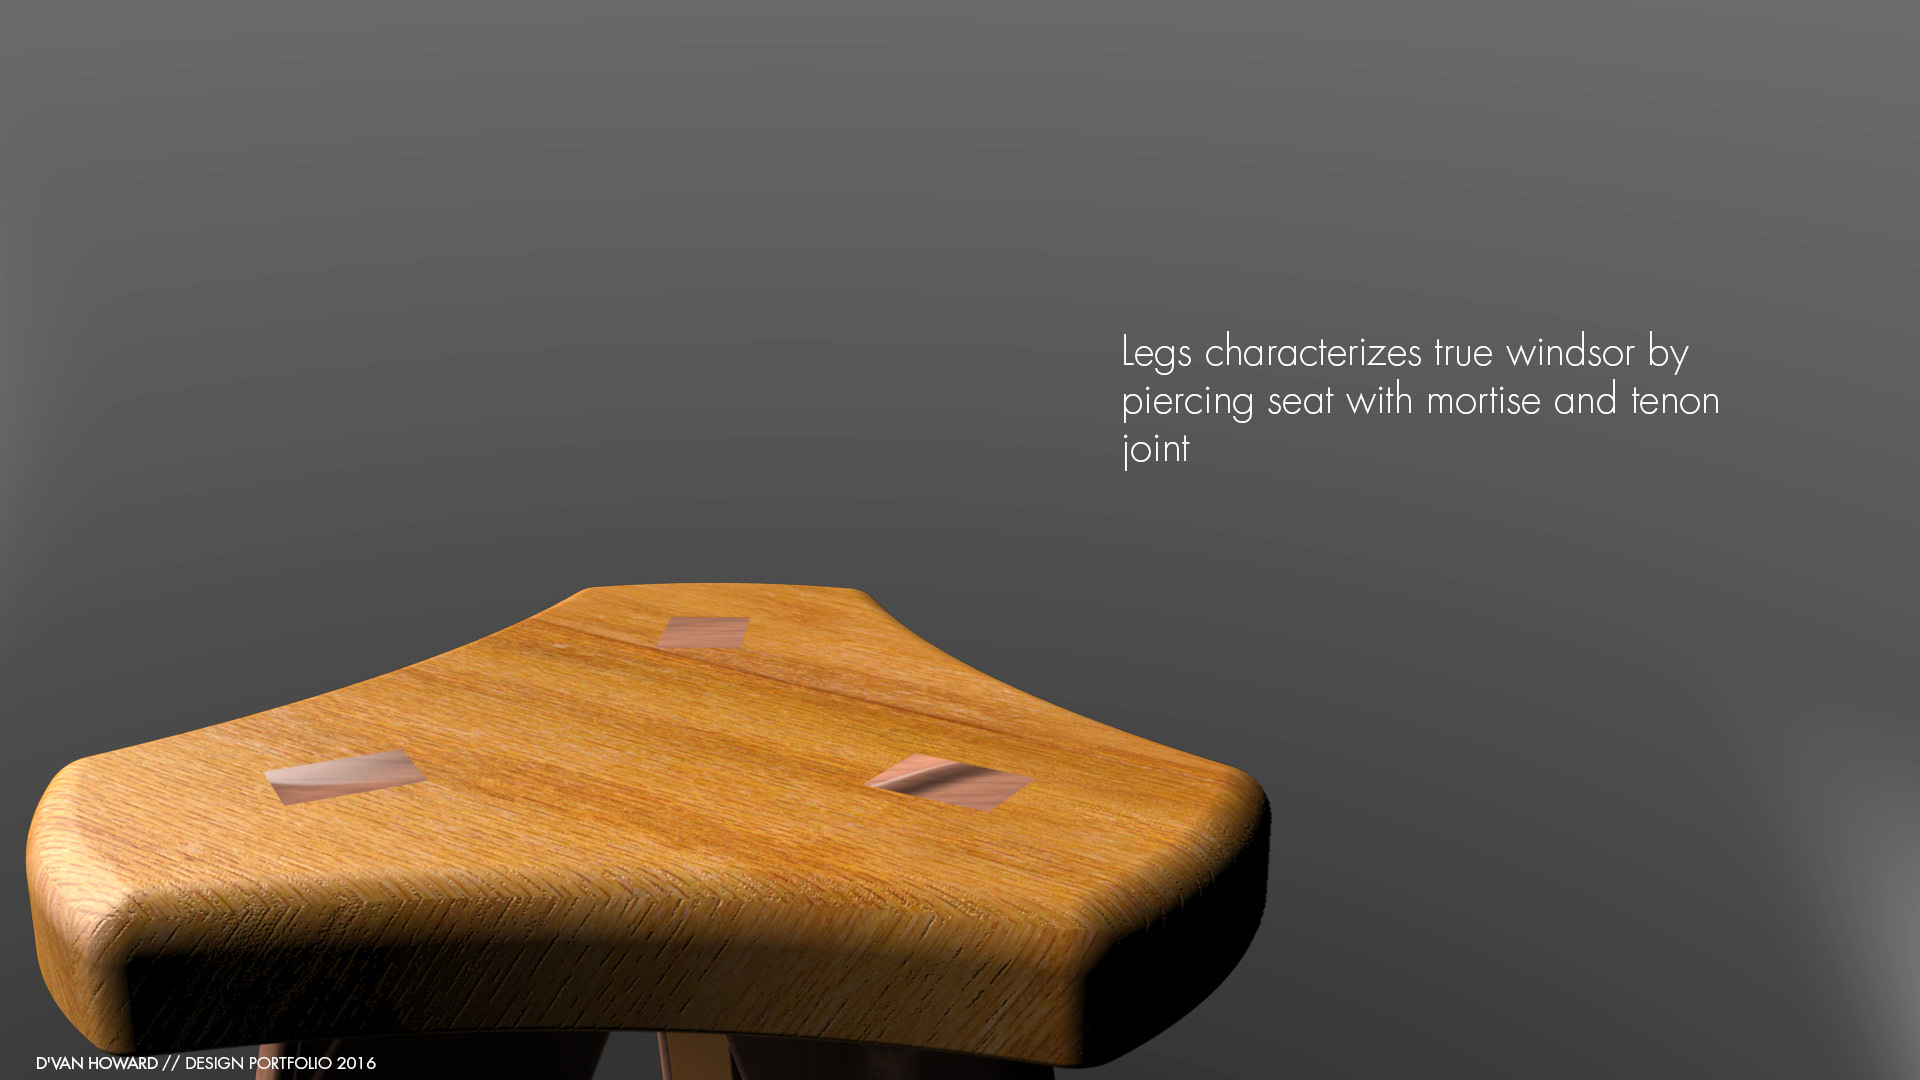 Legs characterizes true windsor by
piercing seat with mortise and tenon
joint
D'VAN HOWARD // DESIGN PORTFOLIO 2016